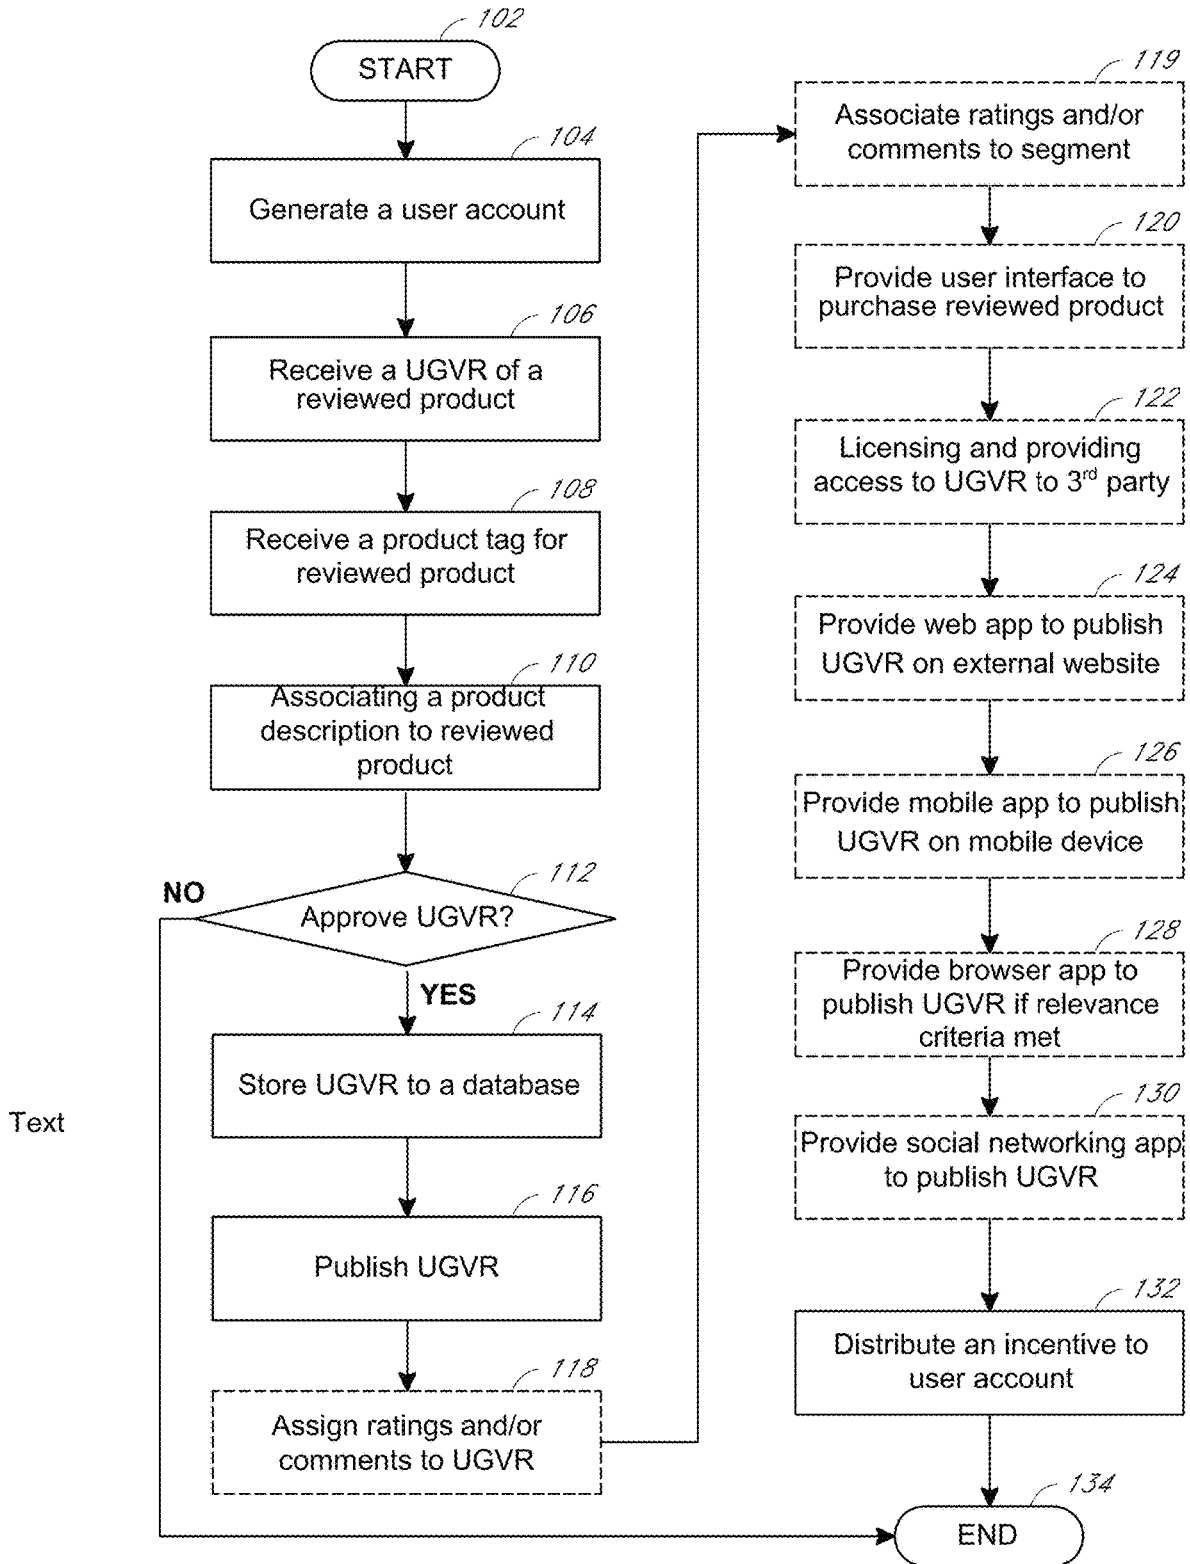 102
START
104
Generate a user account
106
Receive a UGVR of a
reviewed product
108
Receive a product tag for
reviewed product
110
Associating a product
description to reviewed
product
112
NO
Approve UGVR?
YES
114
Store UGVR to a database
Text
116
Publish UGVR
118
Assign ratings and/or
comments to UGVR
119
Associate ratings and/or
comments to segment
120
Provide user interface to
purchase reviewed product
122
Licensing and providing
access to UGVR to 3rd party
124
Provide web app to publish
UGVR on external website
126
Provide mobile app to publish
UGVR on mobile device
128
Provide browser app to
publish UGVR if relevance
criteria met
130
Provide social networking app
to publish UGVR
132
Distribute an incentive to
user account
134
END